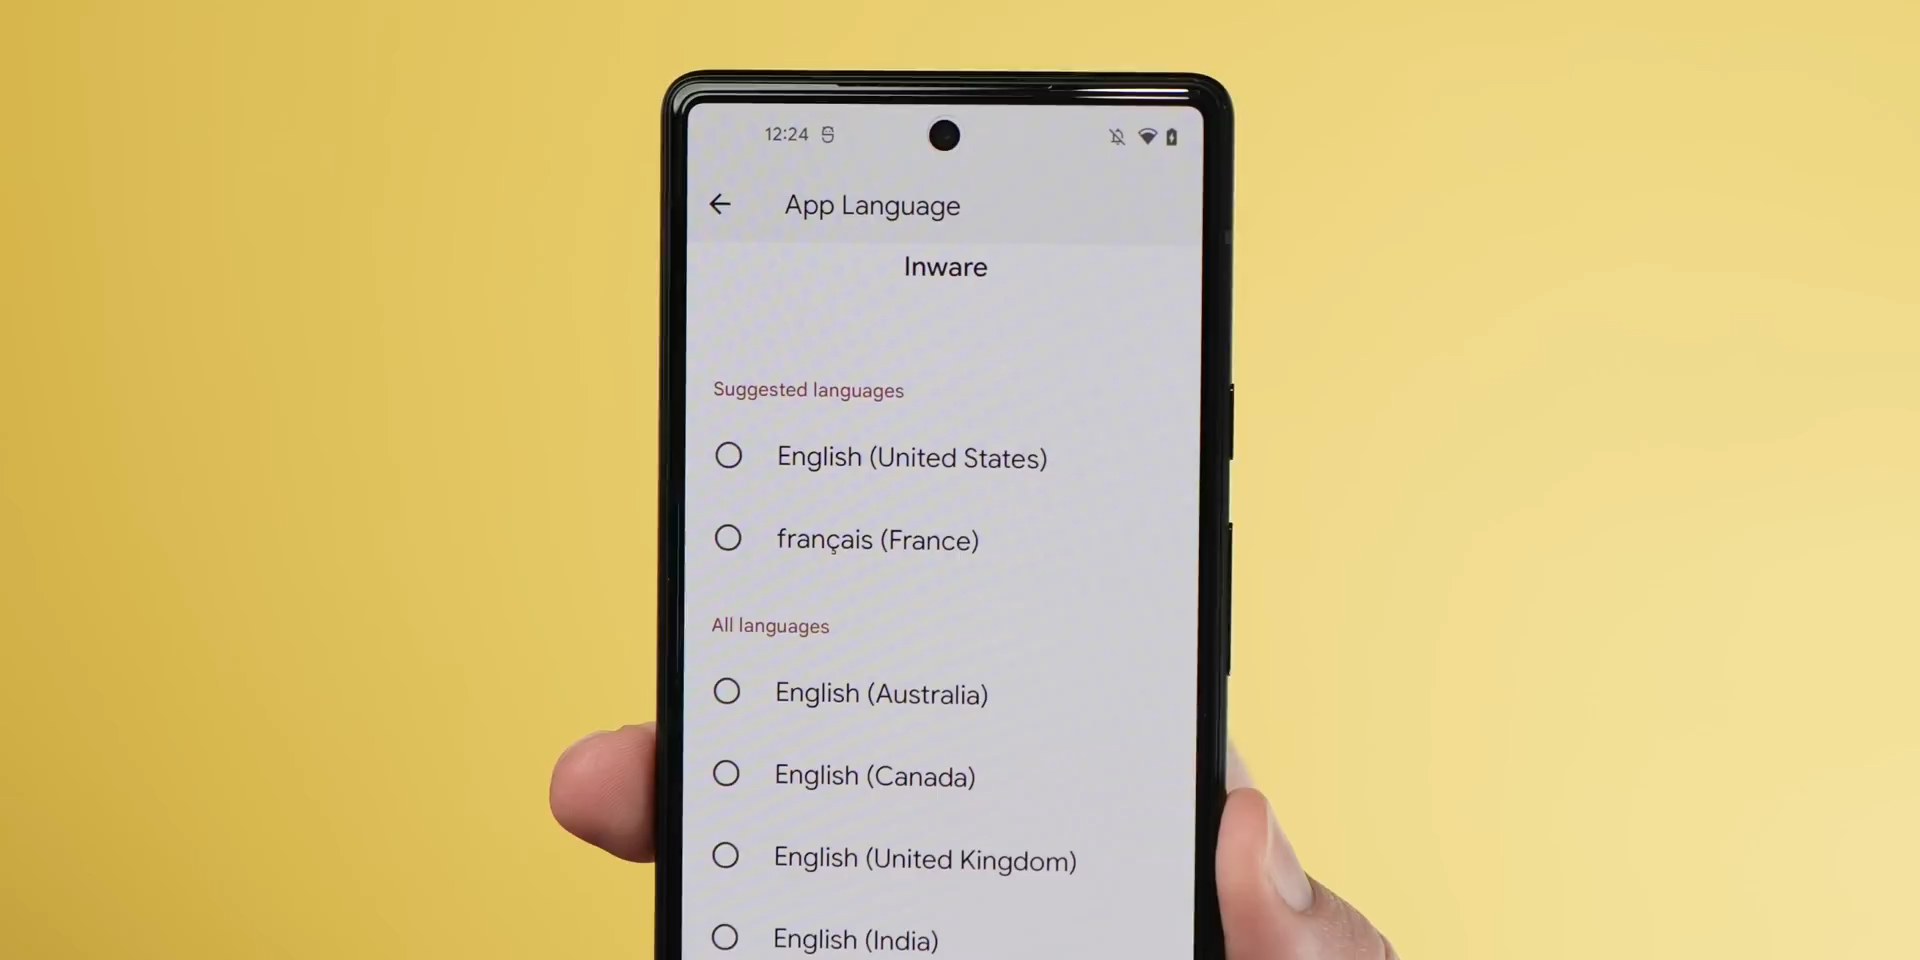 12:24
App Language
Inware
Suggested languages
English (United States)
français (France)
All languages
English (Australia)
English (Canada)
English (United Kingdom)
English (India)